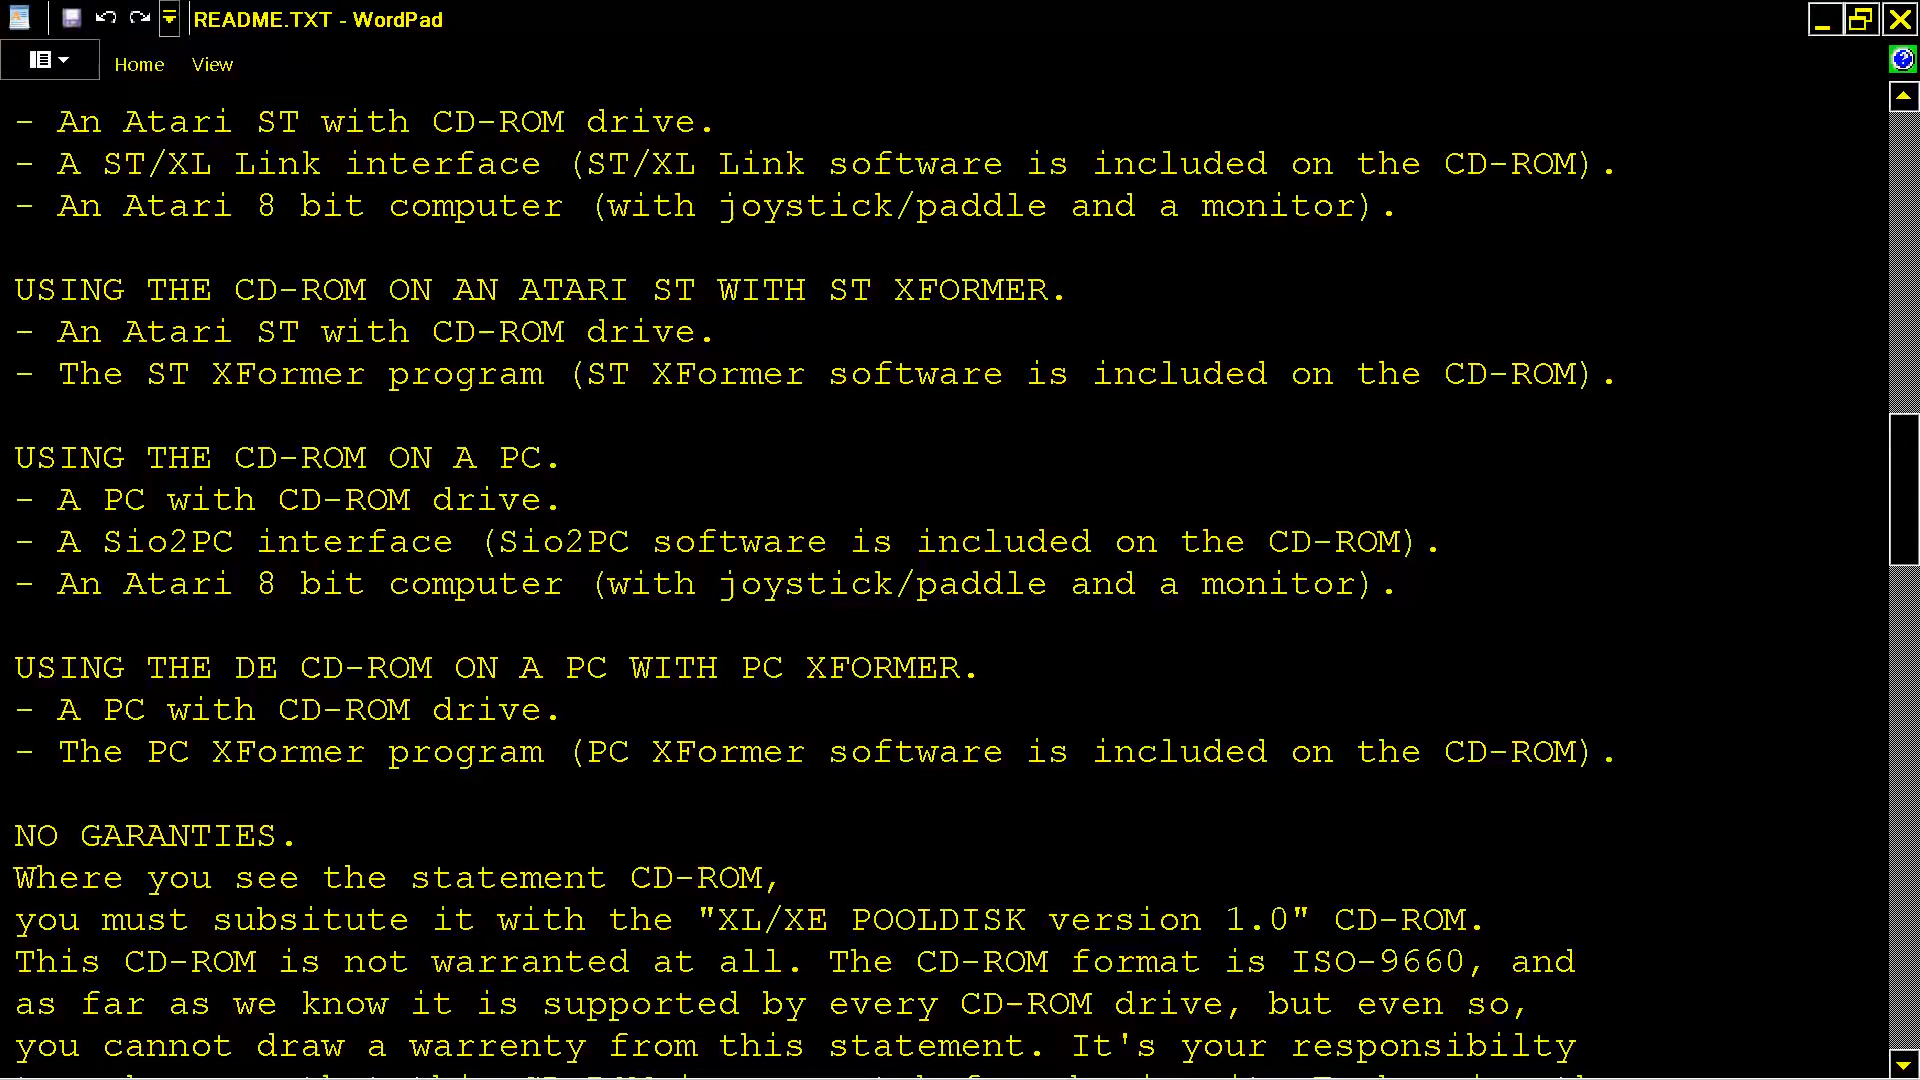 README.TXT - WordPad
Home View
- An Atari ST with CD-ROM drive.
- A ST/XL Link interface (ST/XL Link software is included on the CD-ROM).
- An Atari 8 bit computer (with joystick/paddle and a monitor).
USING THE CD-ROM ON AN ATARI ST WITH ST XFORMER.
- An Atari ST with CD-ROM drive.
- The ST XFormer program (ST XFormer software is included on the CD-ROM).
USING THE CD-ROM ON A PC.
- A PC with CD-ROM drive.
- A Sio2PC interface (Sio2PC software is included on the CD-ROM).
- An Atari 8 bit computer (with joystick/paddle and a monitor).
USING THE DE CD-ROM ON A PC WITH PC XFORMER.
- A PC with CD-ROM drive.
- The PC XFormer program (PC XFormer software is included on the CD-ROM).
NO GARANTIES.
Where you see the statement CD-ROM,
you must subsitute it with the "XL/XE POOLDISK version 1.0" CD-ROM.
This CD-ROM is not warranted at all. The CD-ROM format is ISO-9660, and
as far as we know it is supported by every CD-ROM drive, but even so,
you cannot draw a warrenty from this statement. It's your responsibilty